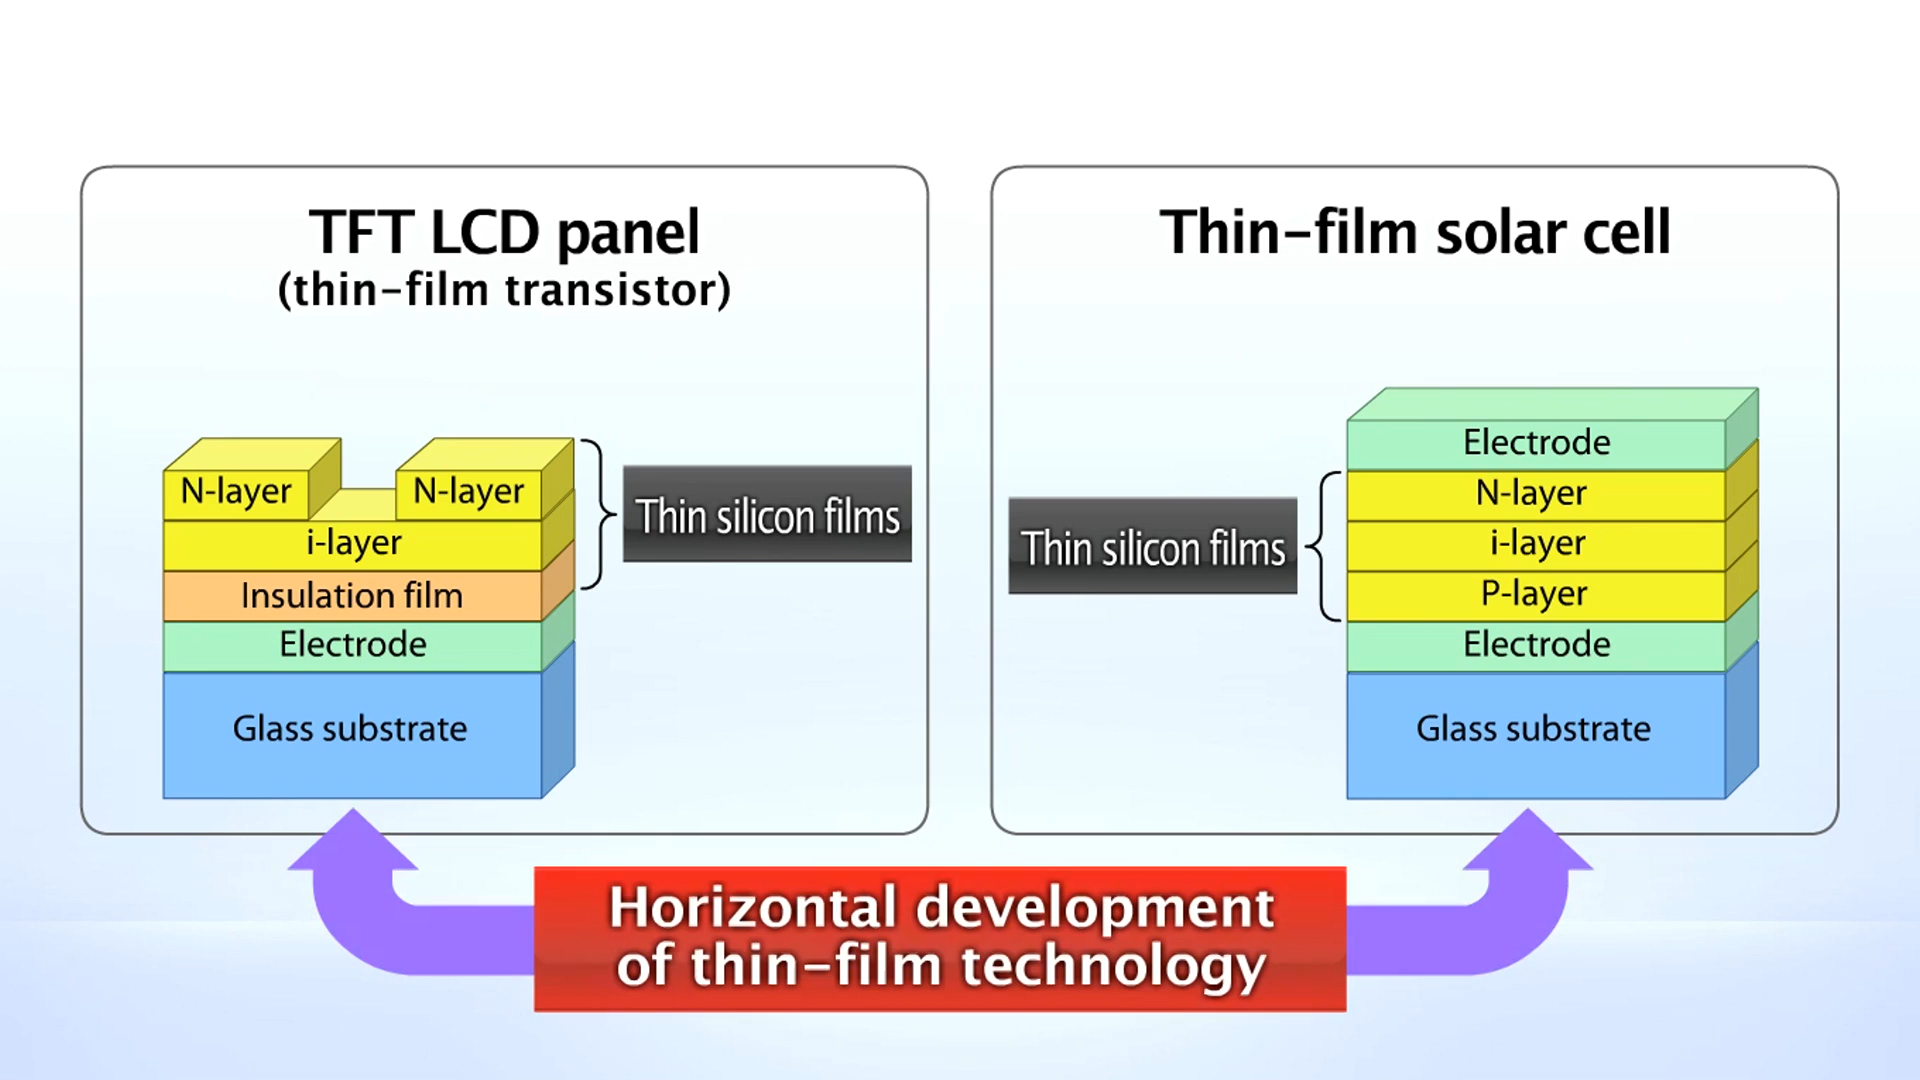 TFT LCD panel
(thin-film transistor)
N-layer
N-layer
i-layer
Insulation film
Electrode
Glass substrate
Thin silicon films
Thin-film solar cell
Thin silicon films
Electrode
N-layer
i-layer
P-layer
Electrode
Glass substrate
Horizontal development
of thin-film technology